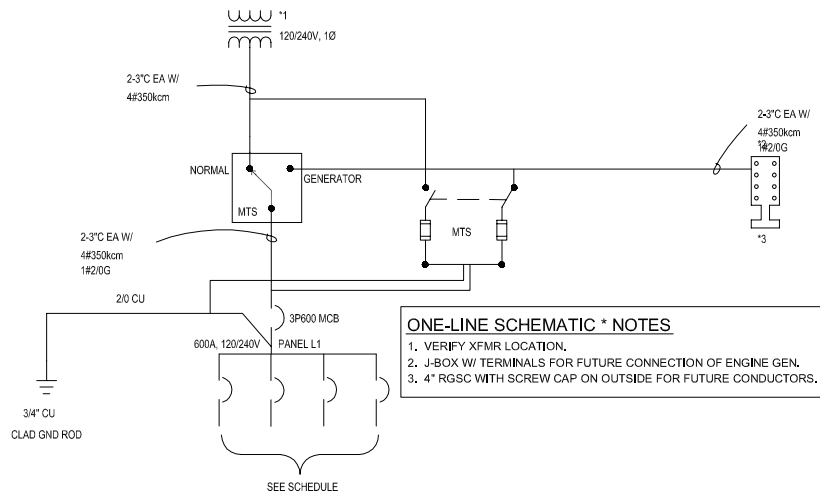 *1
120/240V, 1Ø
2-3"C EA W/
4#350kcm
2-3"C EA W/
4#350kcm
1#2/0G
*2
*3
NORMAL
GENERATOR
MTS
MTS
2-3"C EA W/
4#350kcm
1#2/0G
2/0 CU
3P600 MCB
600A, 120/240V
PANEL L1
3/4" CU
CLAD GND ROD
SEE SCHEDULE
ONE-LINE SCHEMATIC * NOTES
1. VERIFY XFMR LOCATION.
2. J-BOX W/ TERMINALS FOR FUTURE CONNECTION OF ENGINE GEN.
3. 4" RGSC WITH SCREW CAP ON OUTSIDE FOR FUTURE CONDUCTORS.